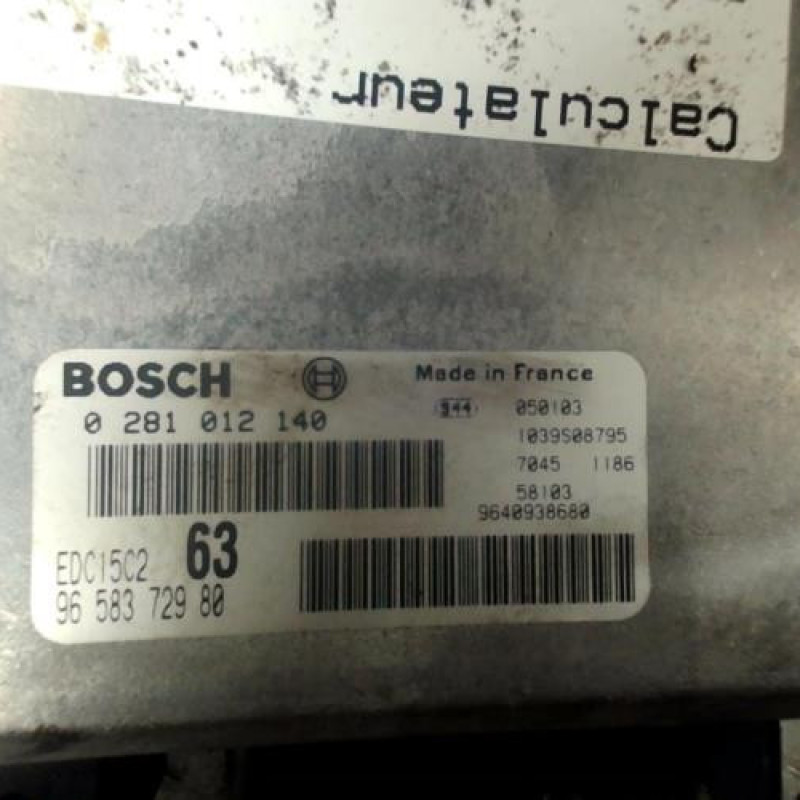 Calculateur
BOSCH
Made in France
0 281 012 140
944 050103
1039S08795
7045 1186
58103
9640938680
EDC15C2 63
96 583 729 80